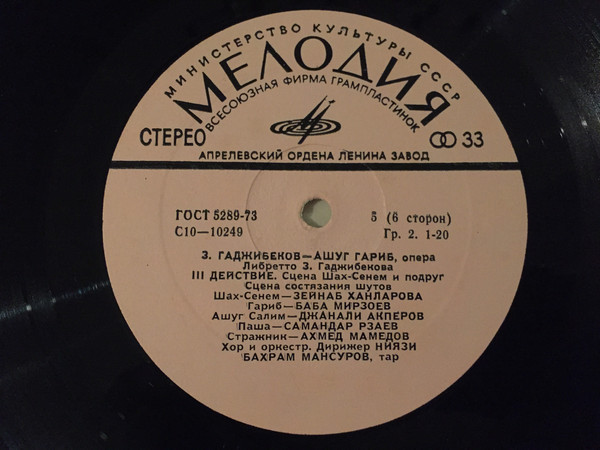 МИНИСТЕРСТВО КУЛЬТУРЫ СССР
МЕЛОДИЯ
ВСЕСОЮЗНАЯ ФИРМА ГРАМПЛАСТИНОК
СТЕРЕО
33
АПРЕЛЕВСКИЙ ОРДЕНА ЛЕНИНА ЗАВОД
ГОСТ 5289-73
5 (6 сторон)
С10—10249
Гр. 2. 1-20
З. ГАДЖИБЕКОВ—АШУГ ГАРИБ, опера
Либретто З. Гаджибекова
III ДЕЙСТВИЕ. Сцена Шах-Сенем и подруг
Сцена состязания шутов
Шах-Сенем—ЗЕЙНАБ ХАНЛАРОВА
Гариб—БАБА МИРЗОЕВ
Ашуг Салим—ДЖАНАЛИ АКПЕРОВ
Паша—САМАНДАР РЗАЕВ
Стражник—АХМЕД МАМЕДОВ
Хор и оркестр. Дирижер НИЯЗИ
БАХРАМ МАНСУРОВ, тар